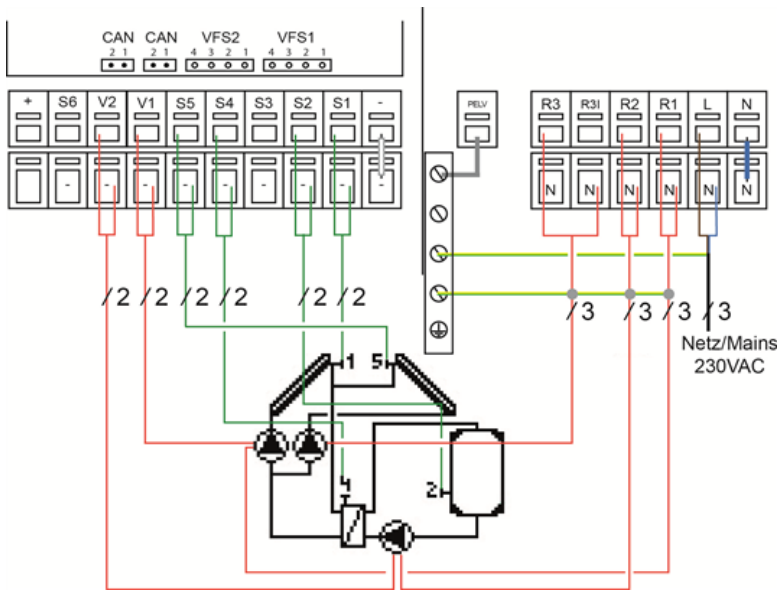 CAN CAN VFS2 VFS1
2 1 2 1 4 3 2 1 4 3 2 1
+ S6 V2 V1 S5 S4 S3 S2 S1 -
PELV
R3 R3I R2 R1 L N
- - - - - - - -
N N N N N N
/2 /2 /2 /2 /2 /2
/3 /3 /3 /3
Netz/Mains
230VAC
1 5
4
2